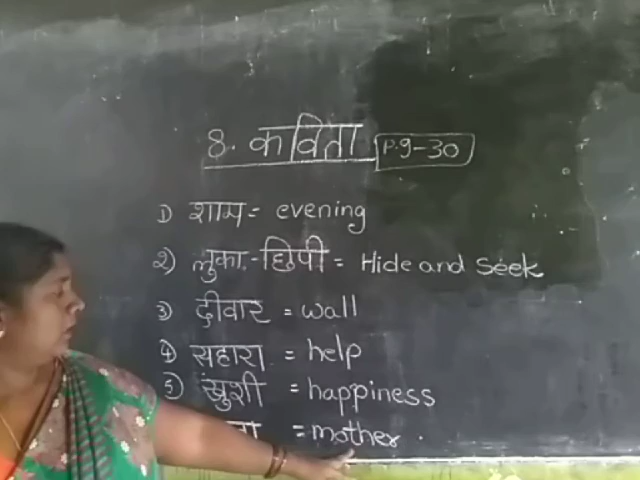 8. कविता P.g-30
1) शाम = evening
2) लुका-छिपी = Hide and Seek
3) दीवार = wall
4) सहारा = help
5) खुशी = happiness
= mother